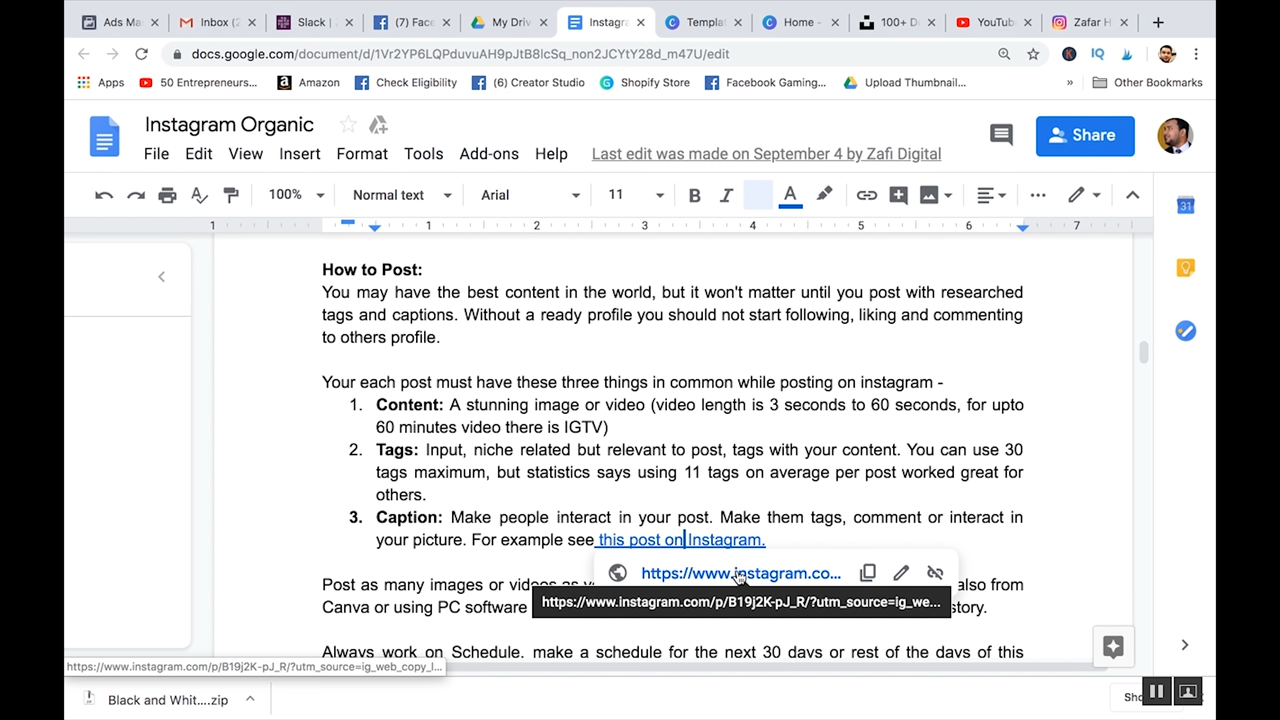 Ads Ma
Inbox (2
Slack |
(7) Face
My Driv
Instagra
Templat
Home -
100+ D
YouTub
Zafar H
docs.google.com/document/d/1Vr2YP6LQPduvuAH9pJtB8lcSq_non2JCYtY28d_m47U/edit
Apps
50 Entrepreneurs...
Amazon
Check Eligibility
(6) Creator Studio
Shopify Store
Facebook Gaming...
Upload Thumbnail...
»
Other Bookmarks
Instagram Organic
File Edit View Insert Format Tools Add-ons Help
Last edit was made on September 4 by Zafi Digital
Share
100%
Normal text
Arial
11
B I A
1 1 2 3 4 5 6 7
31
How to Post:
You may have the best content in the world, but it won't matter until you post with researched
tags and captions. Without a ready profile you should not start following, liking and commenting
to others profile.
Your each post must have these three things in common while posting on instagram -
1. Content: A stunning image or video (video length is 3 seconds to 60 seconds, for upto
60 minutes video there is IGTV)
2. Tags: Input, niche related but relevant to post, tags with your content. You can use 30
tags maximum, but statistics says using 11 tags on average per post worked great for
others.
3. Caption: Make people interact in your post. Make them tags, comment or interact in
your picture. For example see this post on Instagram.
https://www.instagram.co...
Post as many images or videos as
also from
https://www.instagram.com/p/B19j2K-pJ_R/?utm_source=ig_we...
Canva or using PC software
story.
Always work on Schedule, make a schedule for the next 30 days or rest of the days of this
https://www.instagram.com/p/B19j2K-pJ_R/?utm_source=ig_web_copy_l...
Black and Whit....zip